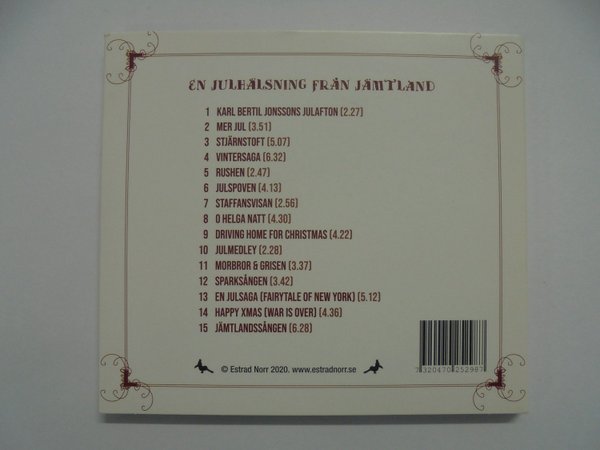 EN JULHÄLSNING FRÅN JÄMTLAND
1 KARL BERTIL JONSSONS JULAFTON (2.27)
2 MER JUL (3.51)
3 STJÄRNSTOFT (5.07)
4 VINTERSAGA (6.32)
5 RUSHEN (2.47)
6 JULSPOVEN (4.13)
7 STAFFANSVISAN (2.56)
8 O HELGA NATT (4.30)
9 DRIVING HOME FOR CHRISTMAS (4.22)
10 JULMEDLEY (2.28)
11 MORBROR & GRISEN (3.37)
12 SPARKSÅNGEN (3.42)
13 EN JULSAGA (FAIRYTALE OF NEW YORK) (5.12)
14 HAPPY XMAS (WAR IS OVER) (4.36)
15 JÄMTLANDSSÅNGEN (6.28)
© Estrad Norr 2020. www.estradnorr.se
7 320470 252987